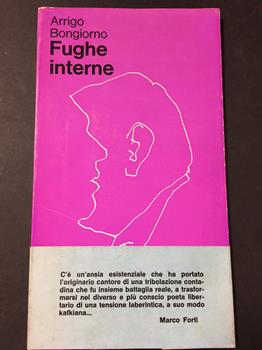 Arrigo
Bongiorno
Fughe
interne
C'è un'ansia esistenziale che ha portato
l'originario cantore di una tribolazione conta-
dina che fu insieme battaglia reale, a trasfor-
marsi nel diverso e più conscio poeta liber-
tario di una tensione laberintica, a suo modo
kafkiana...
Marco Forti